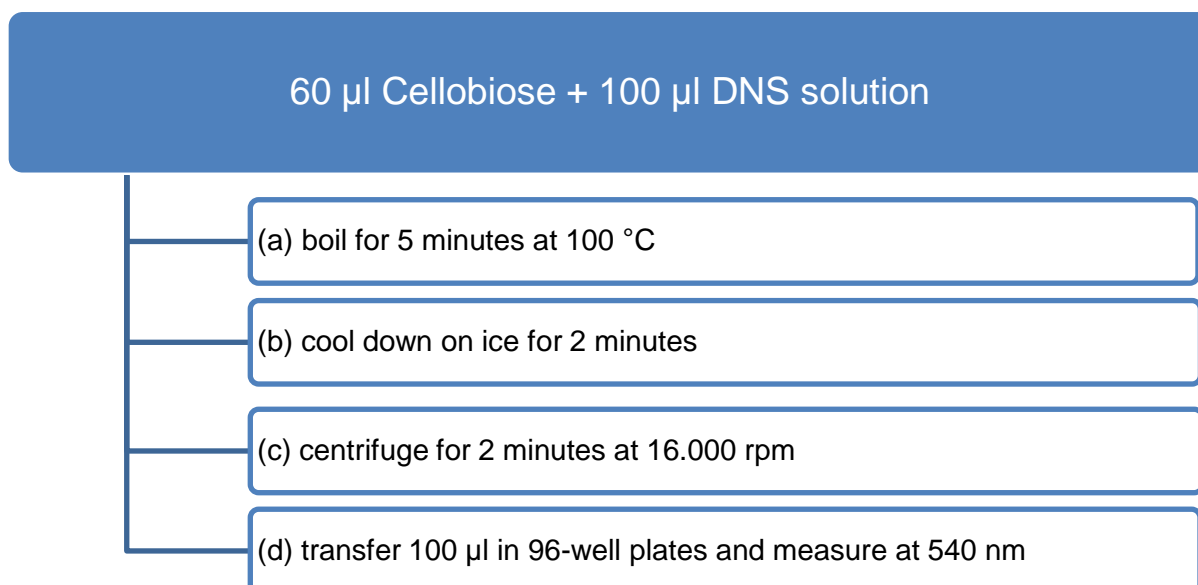 60 µl Cellobiose + 100 µl DNS solution
(a) boil for 5 minutes at 100 °C
(b) cool down on ice for 2 minutes
(c) centrifuge for 2 minutes at 16.000 rpm
(d) transfer 100 µl in 96-well plates and measure at 540 nm